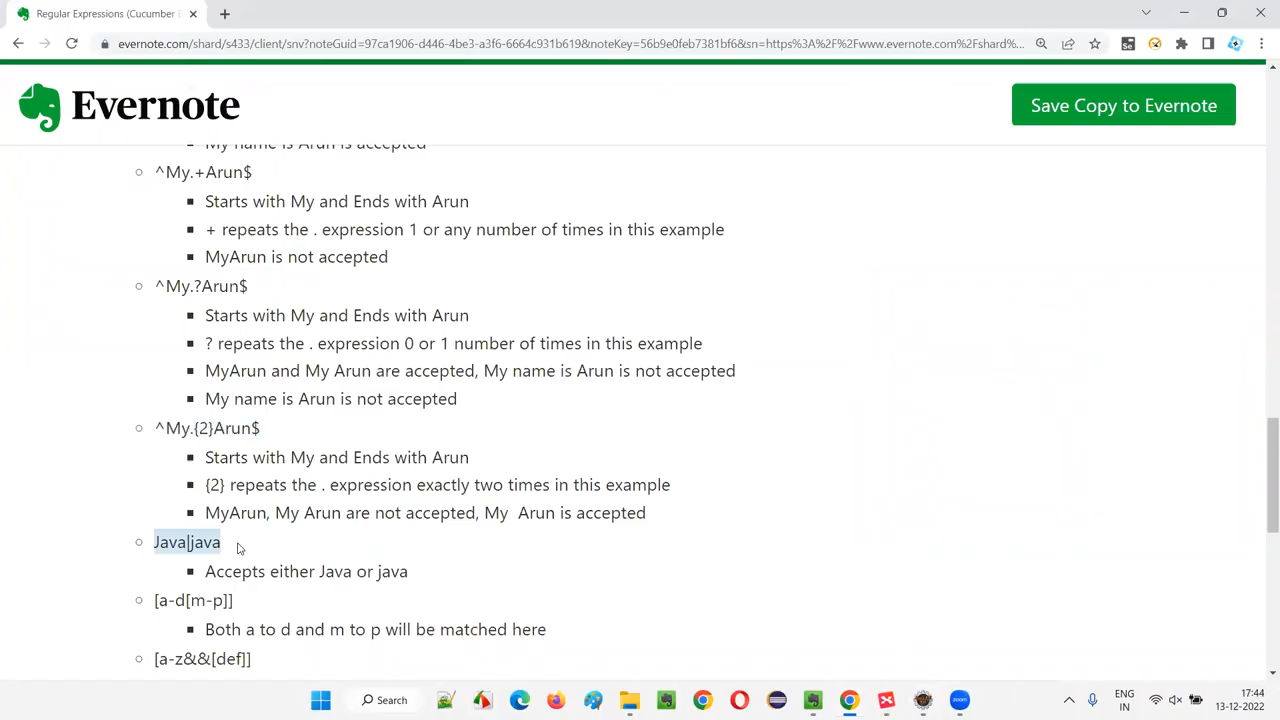 Regular Expressions (Cucumber E
evernote.com/shard/s433/client/snv?noteGuid=97ca1906-d446-4be3-a3f6-6664c931b619&noteKey=56b9e0feb7381bf6&sn=https%3A%2F%2Fwww.evernote.com%2Fshard...
Evernote
Save Copy to Evernote
My name is Arun is accepted
^My.+Arun$
Starts with My and Ends with Arun
+ repeats the . expression 1 or any number of times in this example
MyArun is not accepted
^My.?Arun$
Starts with My and Ends with Arun
? repeats the . expression 0 or 1 number of times in this example
MyArun and My Arun are accepted, My name is Arun is not accepted
My name is Arun is not accepted
^My.{2}Arun$
Starts with My and Ends with Arun
{2} repeats the . expression exactly two times in this example
MyArun, My Arun are not accepted, My  Arun is accepted
Java|java
Accepts either Java or java
[a-d[m-p]]
Both a to d and m to p will be matched here
[a-z&&[def]]
Search
ENG
IN
17:44
13-12-2022